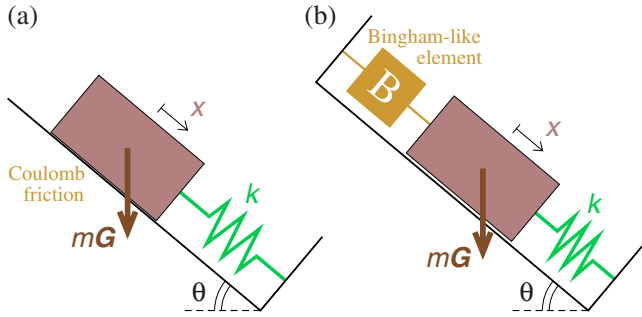 (a)
x
Coulomb
friction
k
mG
θ
(b)
Bingham-like
element
B
x
k
mG
θ